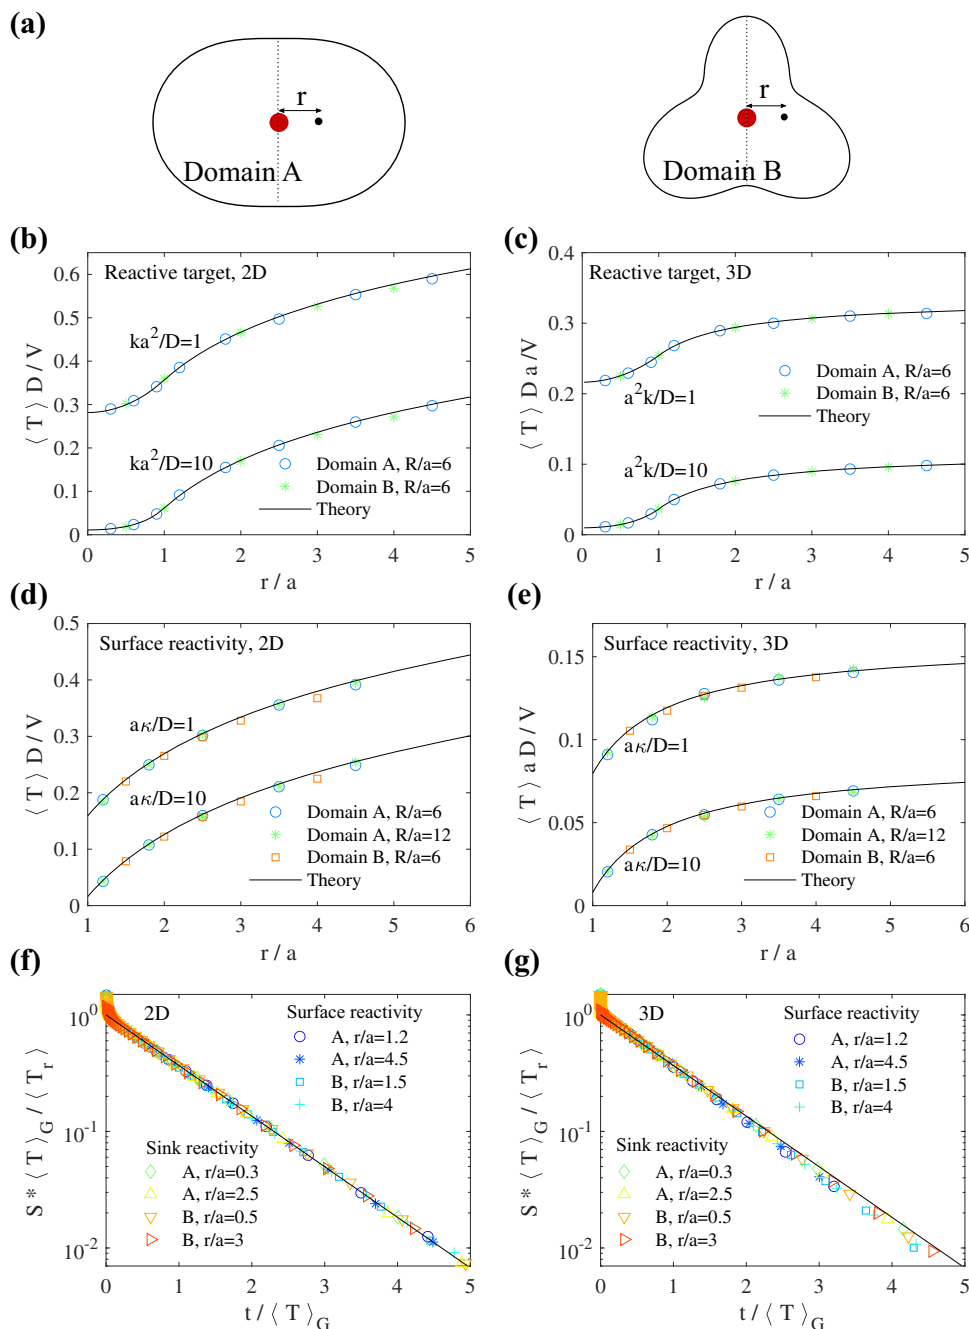 (a)
r
Domain A
r
Domain B
(b)
Reactive target, 2D
ka²/D=1
ka²/D=10
Domain A, R/a=6
Domain B, R/a=6
Theory
0
0.1
0.2
0.3
0.4
0.5
0.6
0 1 2 3 4 5
⟨ T ⟩ D / V
r / a
(c)
Reactive target, 3D
a²k/D=1
a²k/D=10
Domain A, R/a=6
Domain B, R/a=6
Theory
0
0.1
0.2
0.3
0.4
0 1 2 3 4 5
⟨ T ⟩ D a /V
r / a
(d)
Surface reactivity, 2D
aκ/D=1
aκ/D=10
Domain A, R/a=6
Domain A, R/a=12
Domain B, R/a=6
Theory
0
0.1
0.2
0.3
0.4
0.5
1 2 3 4 5 6
⟨ T ⟩ D / V
r / a
(e)
Surface reactivity, 3D
aκ/D=1
aκ/D=10
Domain A, R/a=6
Domain A, R/a=12
Domain B, R/a=6
Theory
0
0.05
0.1
0.15
1 2 3 4 5 6
⟨ T ⟩ aD / V
r / a
(f)
2D
Surface reactivity
A, r/a=1.2
A, r/a=4.5
B, r/a=1.5
B, r/a=4
Sink reactivity
A, r/a=0.3
A, r/a=2.5
B, r/a=0.5
B, r/a=3
10⁰
10⁻¹
10⁻²
0 1 2 3 4 5
S* ⟨ T ⟩_G / ⟨ T_r ⟩
t / ⟨ T ⟩_G
(g)
3D
Surface reactivity
A, r/a=1.2
A, r/a=4.5
B, r/a=1.5
B, r/a=4
Sink reactivity
A, r/a=0.3
A, r/a=2.5
B, r/a=0.5
B, r/a=3
10⁰
10⁻¹
10⁻²
0 1 2 3 4 5
S* ⟨ T ⟩_G / ⟨ T_r ⟩
t / ⟨ T ⟩_G